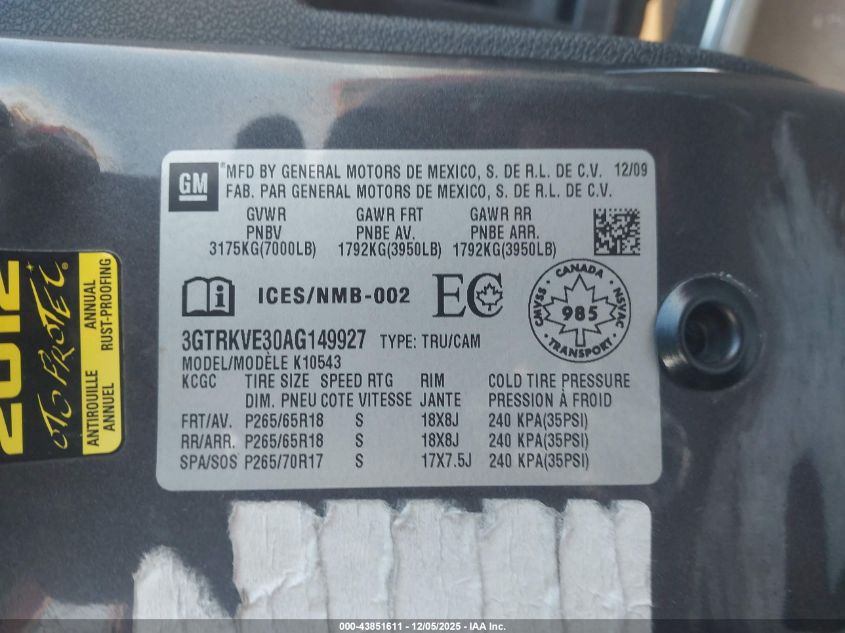 GM
MFD BY GENERAL MOTORS DE MEXICO, S. DE R.L. DE C.V. 12/09
FAB. PAR GENERAL MOTORS DE MEXICO, S. DE R.L. DE C.V.
GVWR GAWR FRT GAWR RR
PNBV PNBE AV. PNBE ARR.
3175KG(7000LB) 1792KG(3950LB) 1792KG(3950LB)
ICES/NMB-002 EC
CANADA
CMVSS 985 NSVAC
TRANSPORT
3GTRKVE30AG149927 TYPE: TRU/CAM
MODEL/MODÈLE K10543
KCGC TIRE SIZE SPEED RTG RIM COLD TIRE PRESSURE
DIM. PNEU COTE VITESSE JANTE PRESSION À FROID
FRT/AV. P265/65R18 S 18X8J 240 KPA(35PSI)
RR/ARR. P265/65R18 S 18X8J 240 KPA(35PSI)
SPA/SOS P265/70R17 S 17X7.5J 240 KPA(35PSI)
2012
OTOPROTEC
ANNUAL
RUST-PROOFING
ANTIROUILLE
ANNUEL
000-43851611 - 12/05/2025 - IAA Inc.